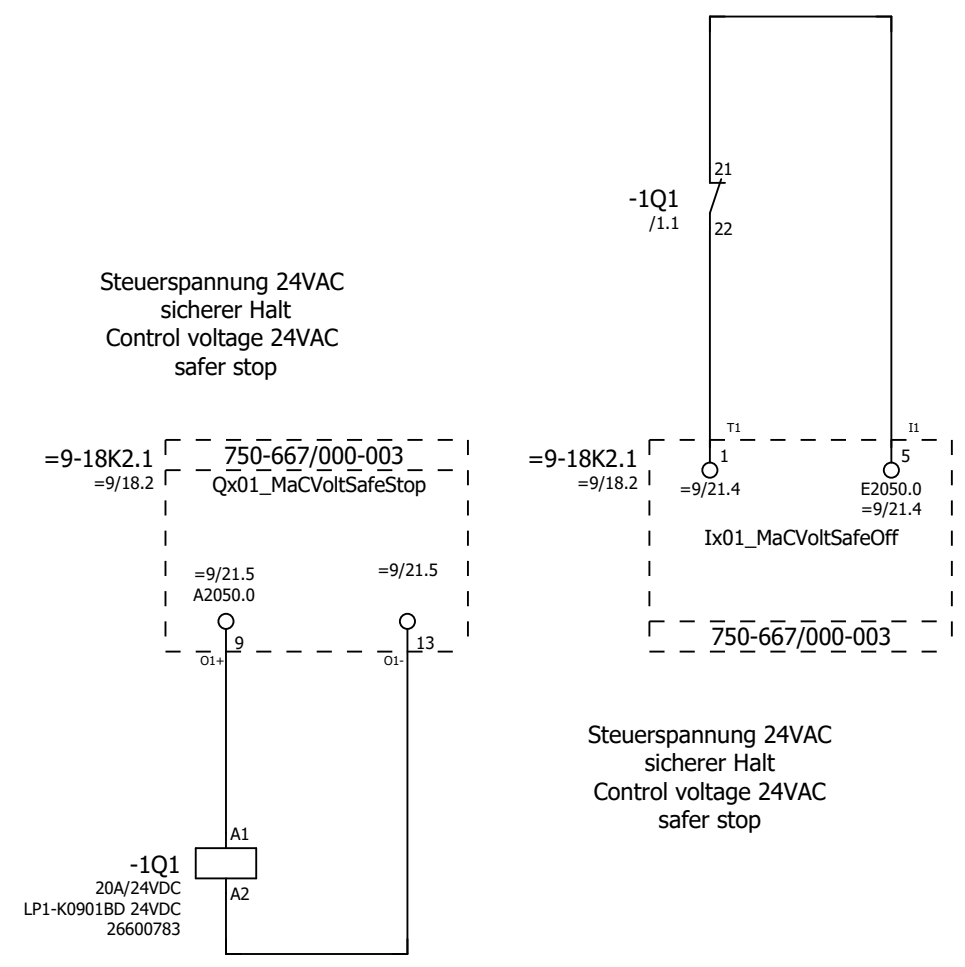 21
-1Q1
/1.1
22
Steuerspannung 24VAC
sicherer Halt
Control voltage 24VAC
safer stop
T1
I1
=9-18K2.1
=9/18.2
750-667/000-003
Qx01_MaCVoltSafeStop
=9/21.5
A2050.0
=9/21.5
9
13
O1+
O1-
=9-18K2.1
=9/18.2
1
5
=9/21.4
E2050.0
=9/21.4
Ix01_MaCVoltSafeOff
750-667/000-003
Steuerspannung 24VAC
sicherer Halt
Control voltage 24VAC
safer stop
A1
-1Q1
20A/24VDC
A2
LP1-K0901BD 24VDC
26600783